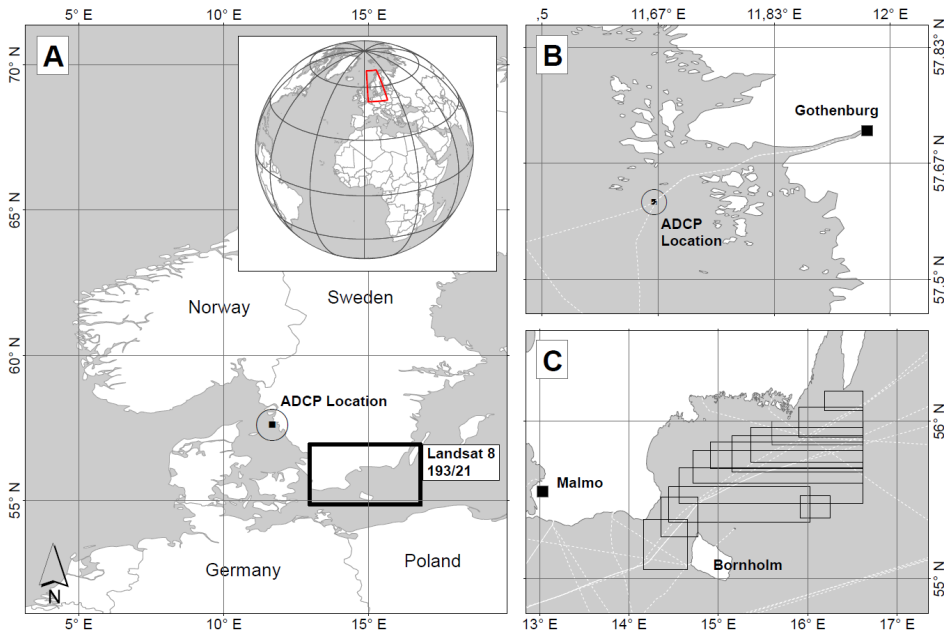 A
5° E
10° E
15° E
70° N
65° N
60° N
55° N
Norway
Sweden
ADCP Location
Landsat 8
193/21
Germany
Poland
N
5° E
10° E
15° E
B
,5
11,67° E
11,83° E
12° E
57.83° N
57.67° N
57.5° N
Gothenburg
ADCP
Location
C
56° N
55° N
Malmo
Bornholm
13° E
14° E
15° E
16° E
17° E